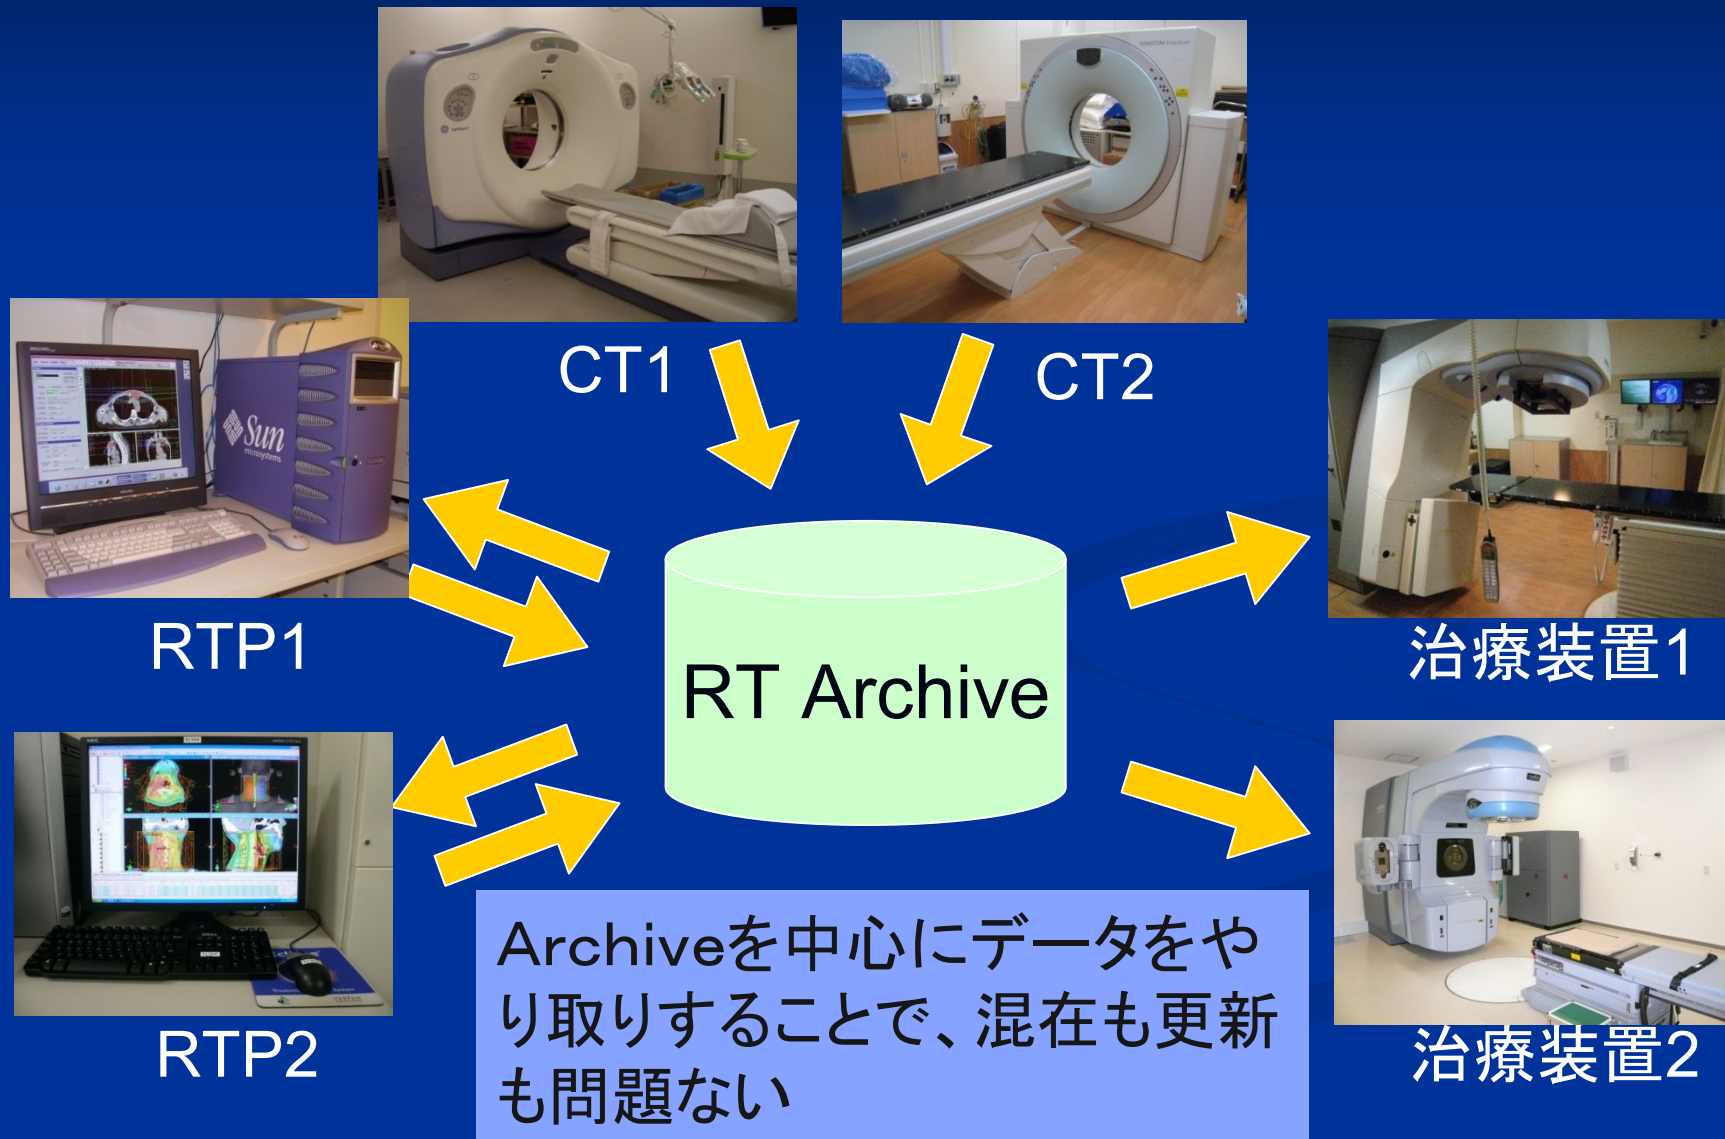 CT1
CT2
Sun
microsystems
RTP1
RT Archive
治療装置1
RTP2
Archiveを中心にデータをや
り取りすることで、混在も更新
も問題ない
治療装置2